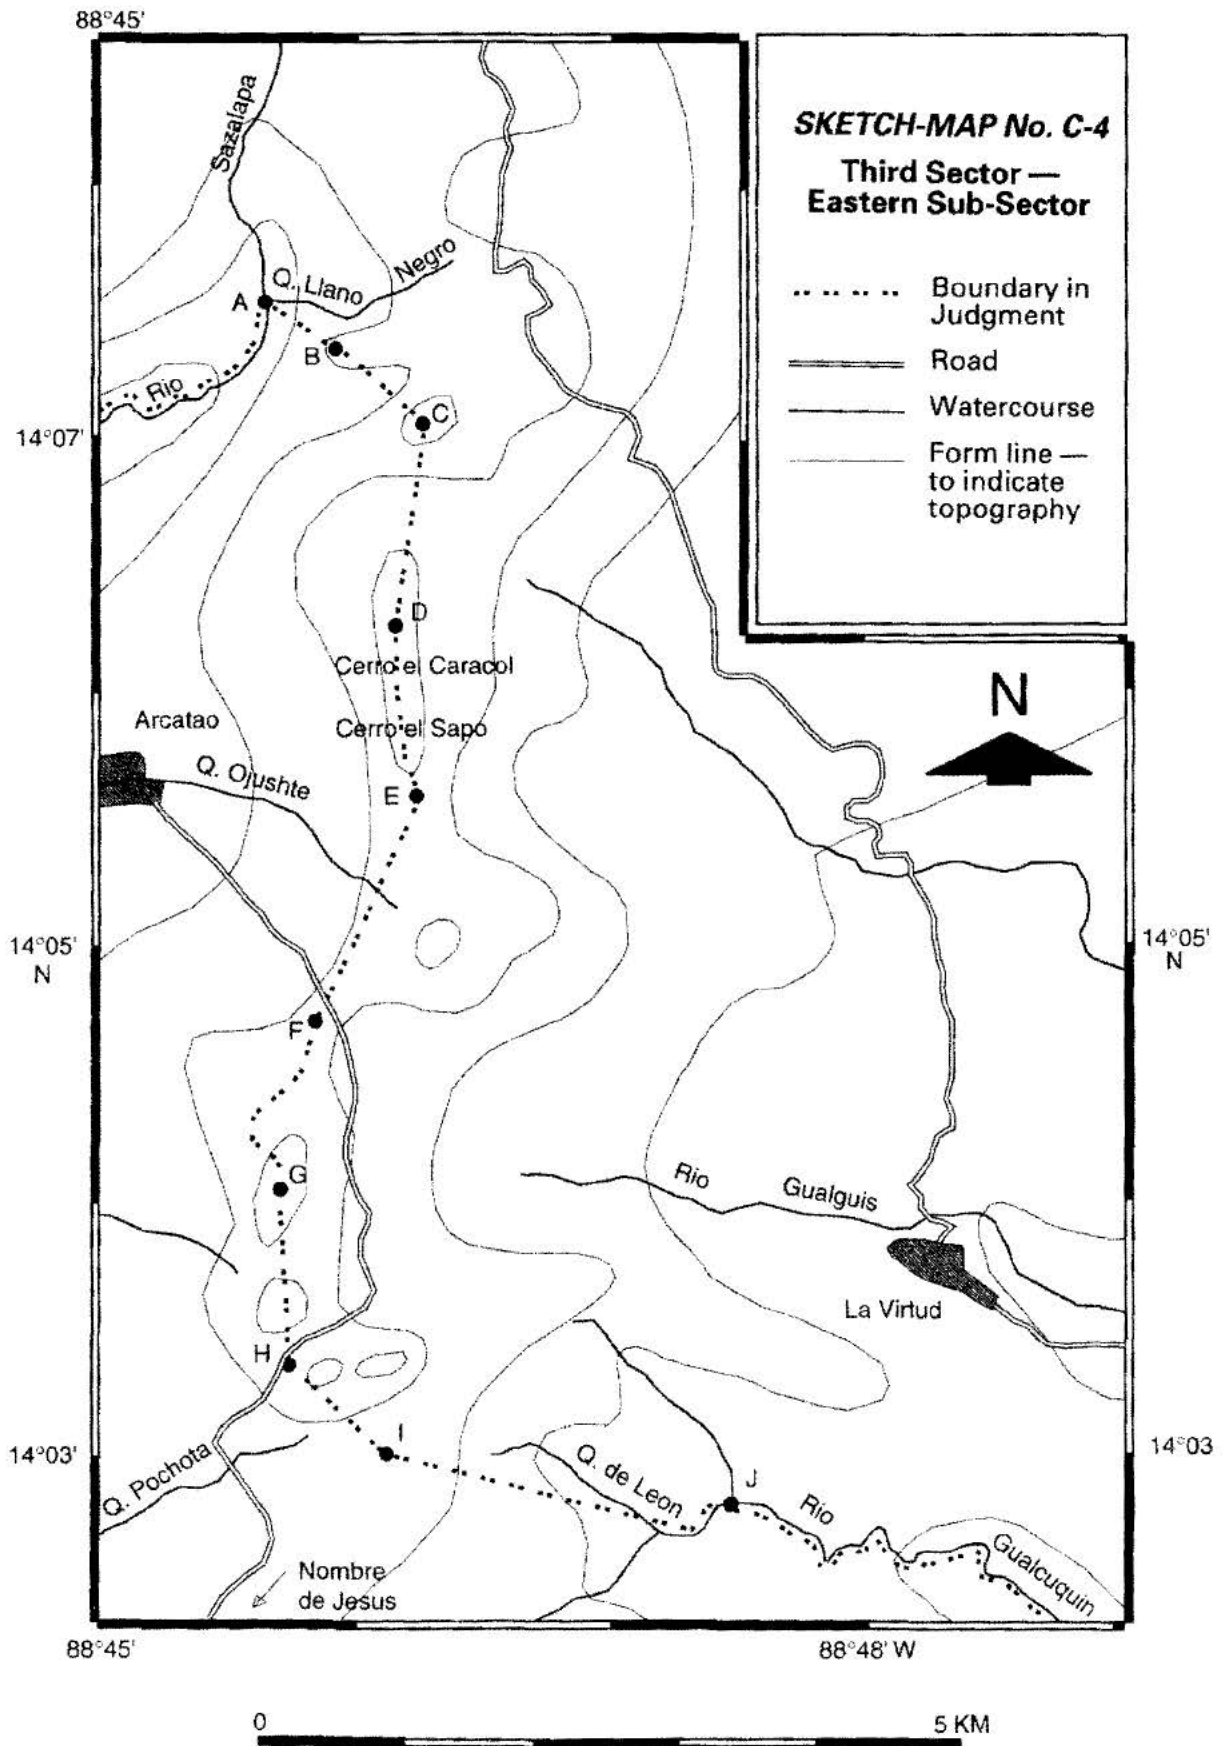 88°45'
SKETCH-MAP No. C-4
Third Sector —
Eastern Sub-Sector
Boundary in
Judgment
Road
Watercourse
Form line —
to indicate
topography
Sazalapa
Q. Llano Negro
A
B
Rio
C
14°07'
D
Cerro el Caracol
N
Arcatao
Cerro el Sapo
Q. Ojushte
E
14°05'
N
14°05'
N
F
G
Rio Gualguis
La Virtud
H
I
14°03'
14°03
Q. Pochota
Q. de Leon
J
Rio
Gualcuquin
Nombre
de Jesus
88°45'
88°48' W
0
5 KM